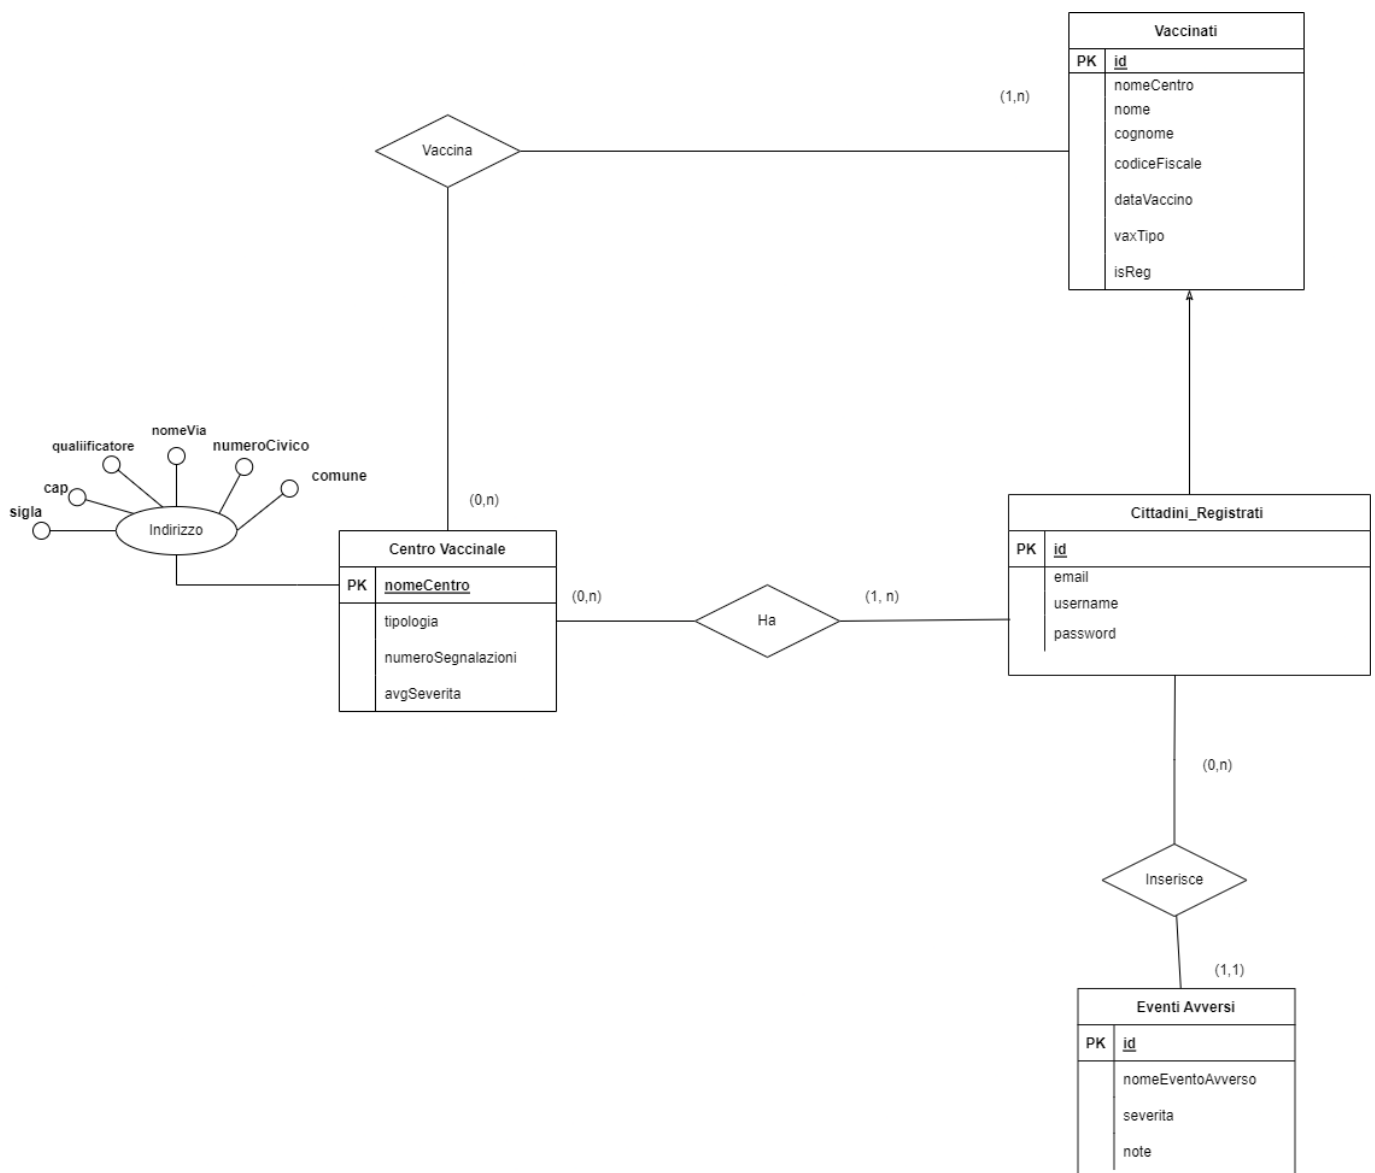 Vaccinati
PK id
nomeCentro
nome
cognome
codiceFiscale
dataVaccino
vaxTipo
isReg
(1,n)
Vaccina
(0,n)
nomeVia
qualiificatore
numeroCivico
comune
cap
sigla
Indirizzo
Centro Vaccinale
PK nomeCentro
tipologia
numeroSegnalazioni
avgSeverita
(0,n)
Ha
(1, n)
Cittadini_Registrati
PK id
email
username
password
(0,n)
Inserisce
(1,1)
Eventi Avversi
PK id
nomeEventoAvverso
severita
note